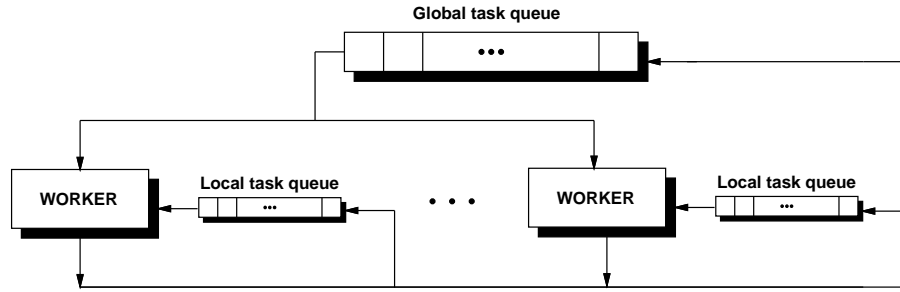 Global task queue
WORKER
Local task queue
WORKER
Local task queue